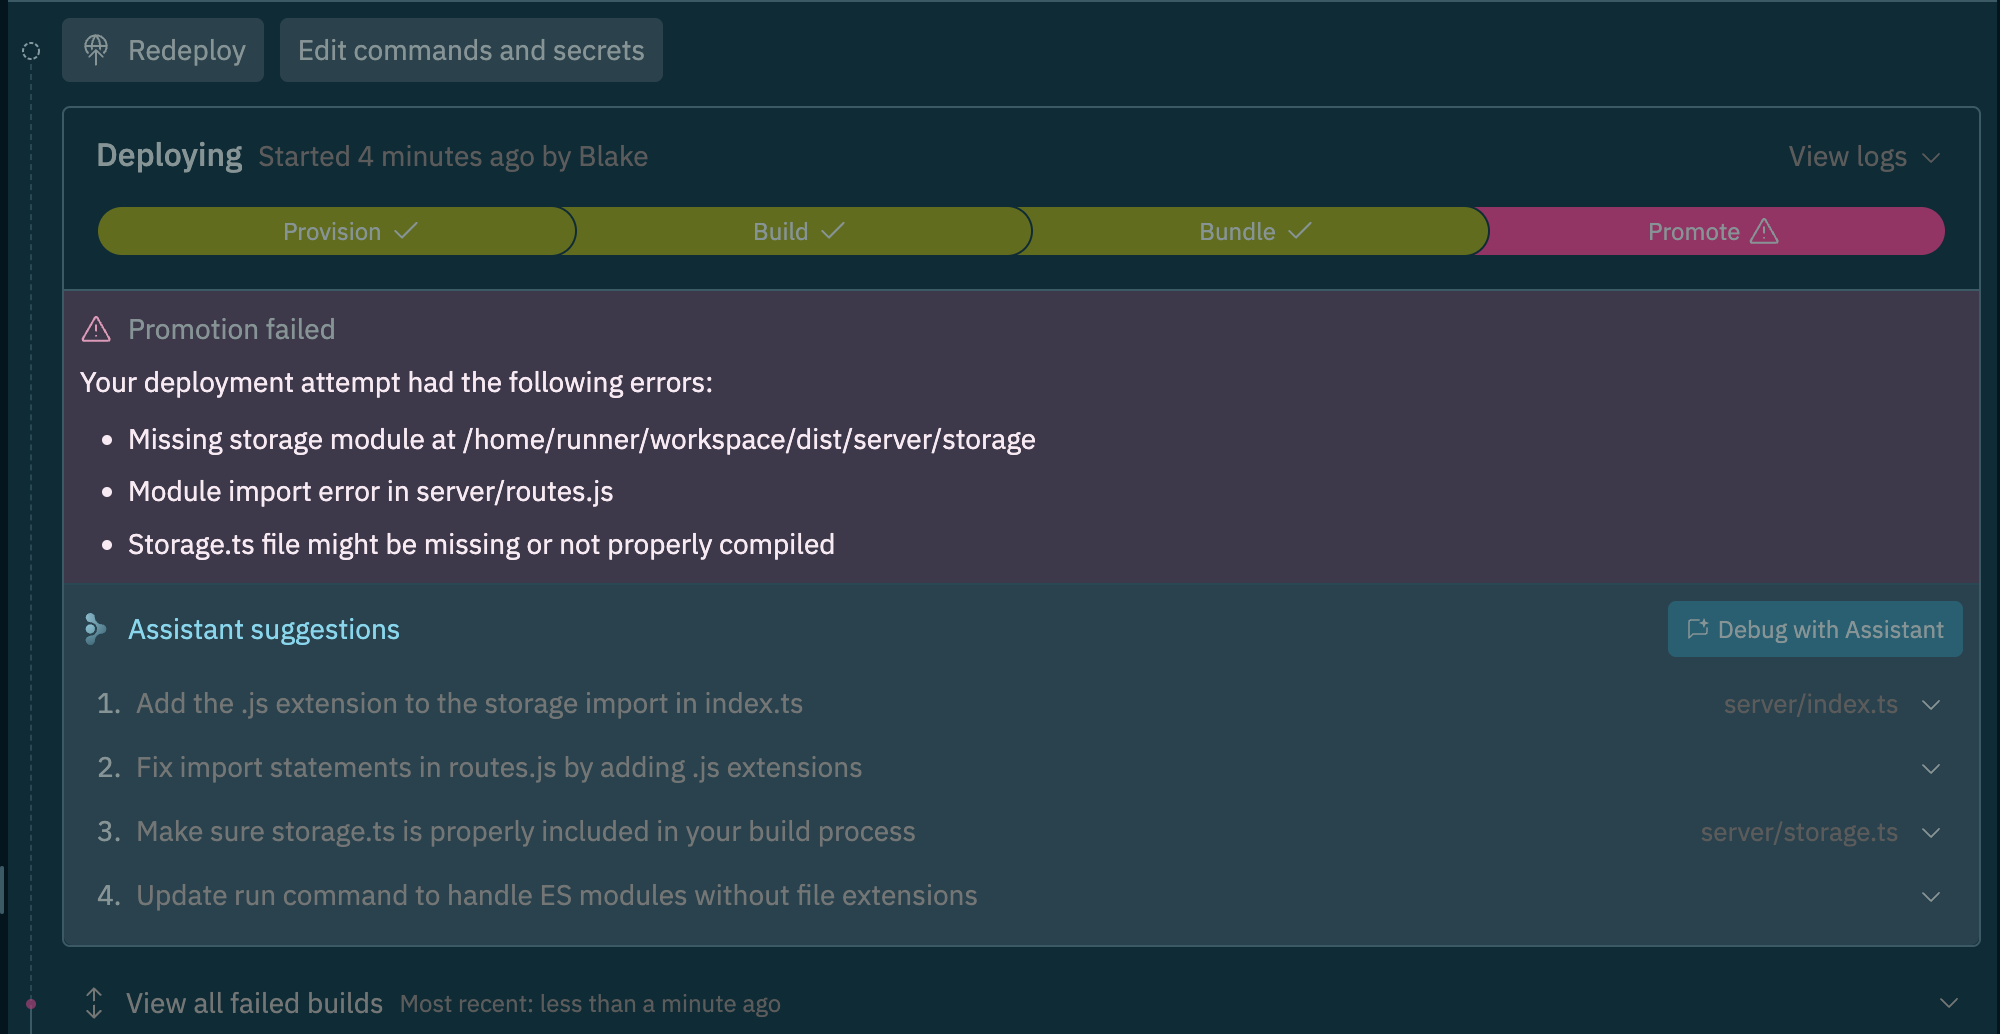 Redeploy Edit commands and secrets
Deploying Started 4 minutes ago by Blake View logs
Provision Build Bundle Promote
Promotion failed
Your deployment attempt had the following errors:
• Missing storage module at /home/runner/workspace/dist/server/storage
• Module import error in server/routes.js
• Storage.ts file might be missing or not properly compiled
Assistant suggestions Debug with Assistant
1. Add the .js extension to the storage import in index.ts server/index.ts
2. Fix import statements in routes.js by adding .js extensions
3. Make sure storage.ts is properly included in your build process server/storage.ts
4. Update run command to handle ES modules without file extensions
View all failed builds Most recent: less than a minute ago